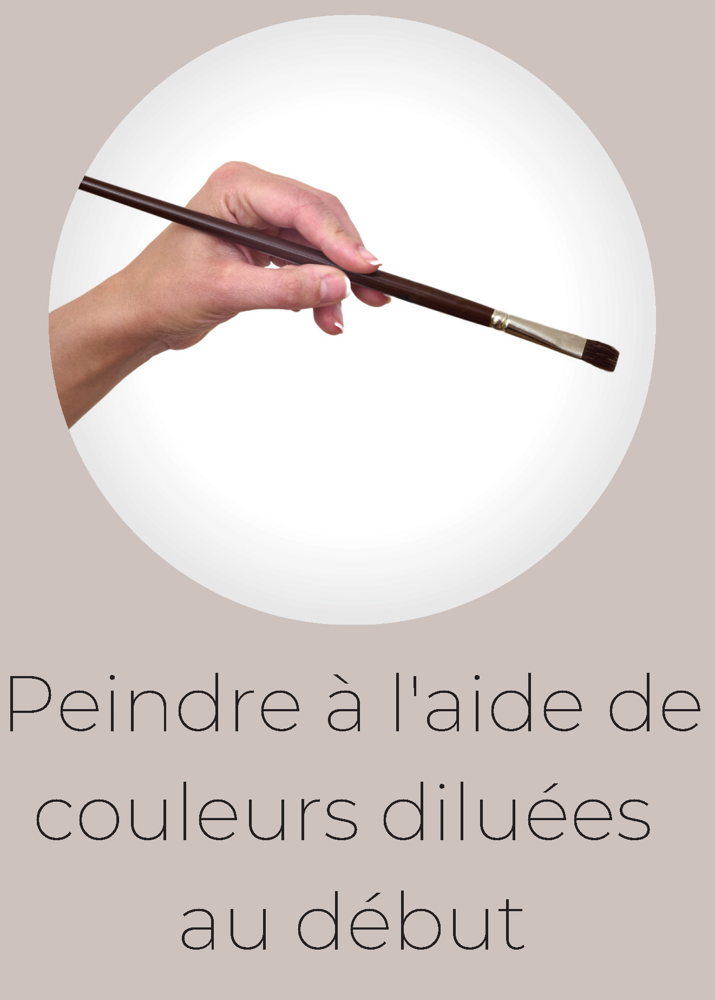 Peindre à l'aide de
couleurs diluées
au début